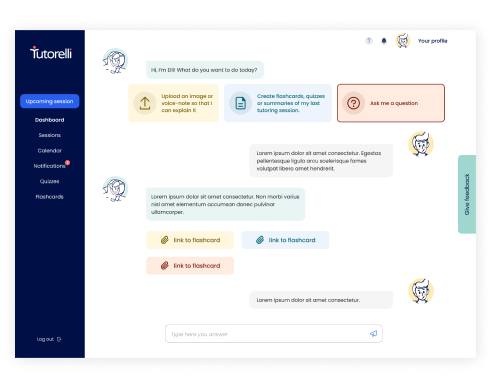 Tutorelli
Upcoming session
Dashboard
Sessions
Calendar
Notifications
Quizzes
Flashcards
Log out
?
Your profile
Hi, I'm Elli! What do you want to do today?
Upload an image or
voice-note so that I
can explain it
Create flashcards, quizzes
or summaries of my last
tutoring session.
?
Ask me a question
Lorem ipsum dolor sit amet consectetur. Egestas
pellentesque ligula arcu scelerisque fames
volutpat libero amet hendrerit.
Lorem ipsum dolor sit amet consectetur. Non morbi varius
nisl amet elementum accumsan donec pulvinar
ullamcorper.
link to flashcard
link to flashcard
link to flashcard
Lorem ipsum dolor sit amet consectetur.
Type here you answer
Give feedback